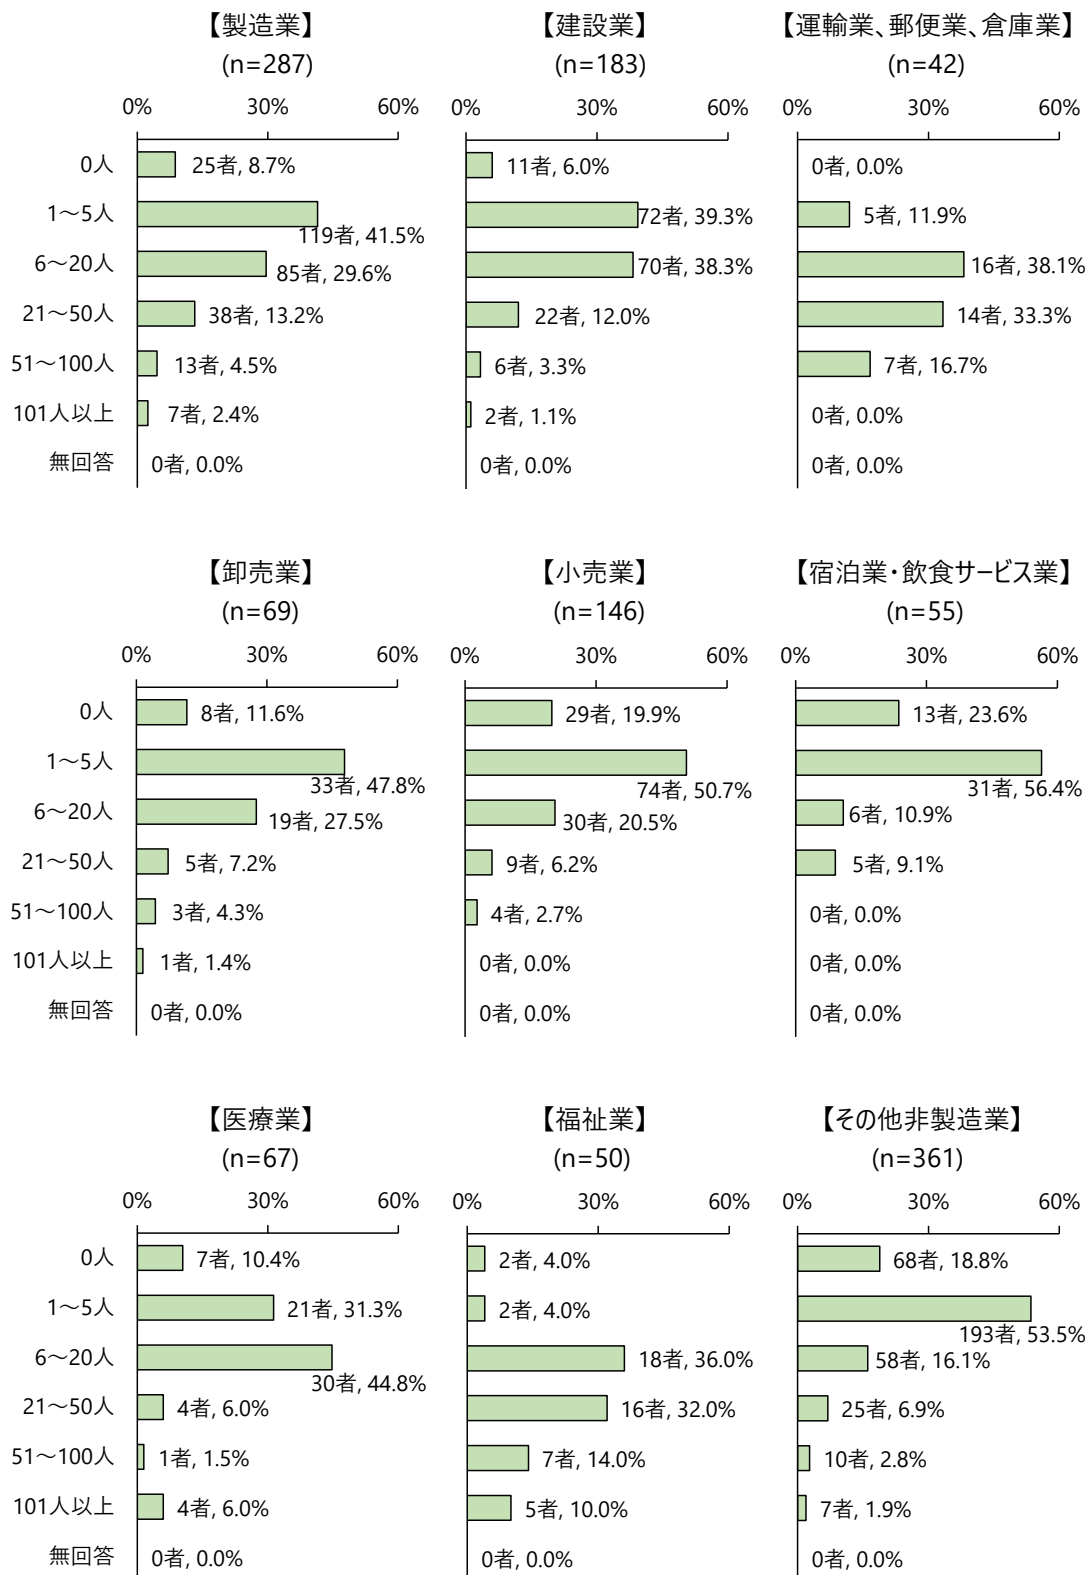 【製造業】 【建設業】 【運輸業、郵便業、倉庫業】
(n=287) (n=183) (n=42)
0% 30% 60% 0% 30% 60% 0% 30% 60%
0人 25者, 8.7% 11者, 6.0% 0者, 0.0%
1～5人 119者, 41.5% 72者, 39.3% 5者, 11.9%
6～20人 85者, 29.6% 70者, 38.3% 16者, 38.1%
21～50人 38者, 13.2% 22者, 12.0% 14者, 33.3%
51～100人 13者, 4.5% 6者, 3.3% 7者, 16.7%
101人以上 7者, 2.4% 2者, 1.1% 0者, 0.0%
無回答 0者, 0.0% 0者, 0.0% 0者, 0.0%
【卸売業】 【小売業】 【宿泊業・飲食サービス業】
(n=69) (n=146) (n=55)
0% 30% 60% 0% 30% 60% 0% 30% 60%
0人 8者, 11.6% 29者, 19.9% 13者, 23.6%
1～5人 33者, 47.8% 74者, 50.7% 31者, 56.4%
6～20人 19者, 27.5% 30者, 20.5% 6者, 10.9%
21～50人 5者, 7.2% 9者, 6.2% 5者, 9.1%
51～100人 3者, 4.3% 4者, 2.7% 0者, 0.0%
101人以上 1者, 1.4% 0者, 0.0% 0者, 0.0%
無回答 0者, 0.0% 0者, 0.0% 0者, 0.0%
【医療業】 【福祉業】 【その他非製造業】
(n=67) (n=50) (n=361)
0% 30% 60% 0% 30% 60% 0% 30% 60%
0人 7者, 10.4% 2者, 4.0% 68者, 18.8%
1～5人 21者, 31.3% 2者, 4.0% 193者, 53.5%
6～20人 30者, 44.8% 18者, 36.0% 58者, 16.1%
21～50人 4者, 6.0% 16者, 32.0% 25者, 6.9%
51～100人 1者, 1.5% 7者, 14.0% 10者, 2.8%
101人以上 4者, 6.0% 5者, 10.0% 7者, 1.9%
無回答 0者, 0.0% 0者, 0.0% 0者, 0.0%